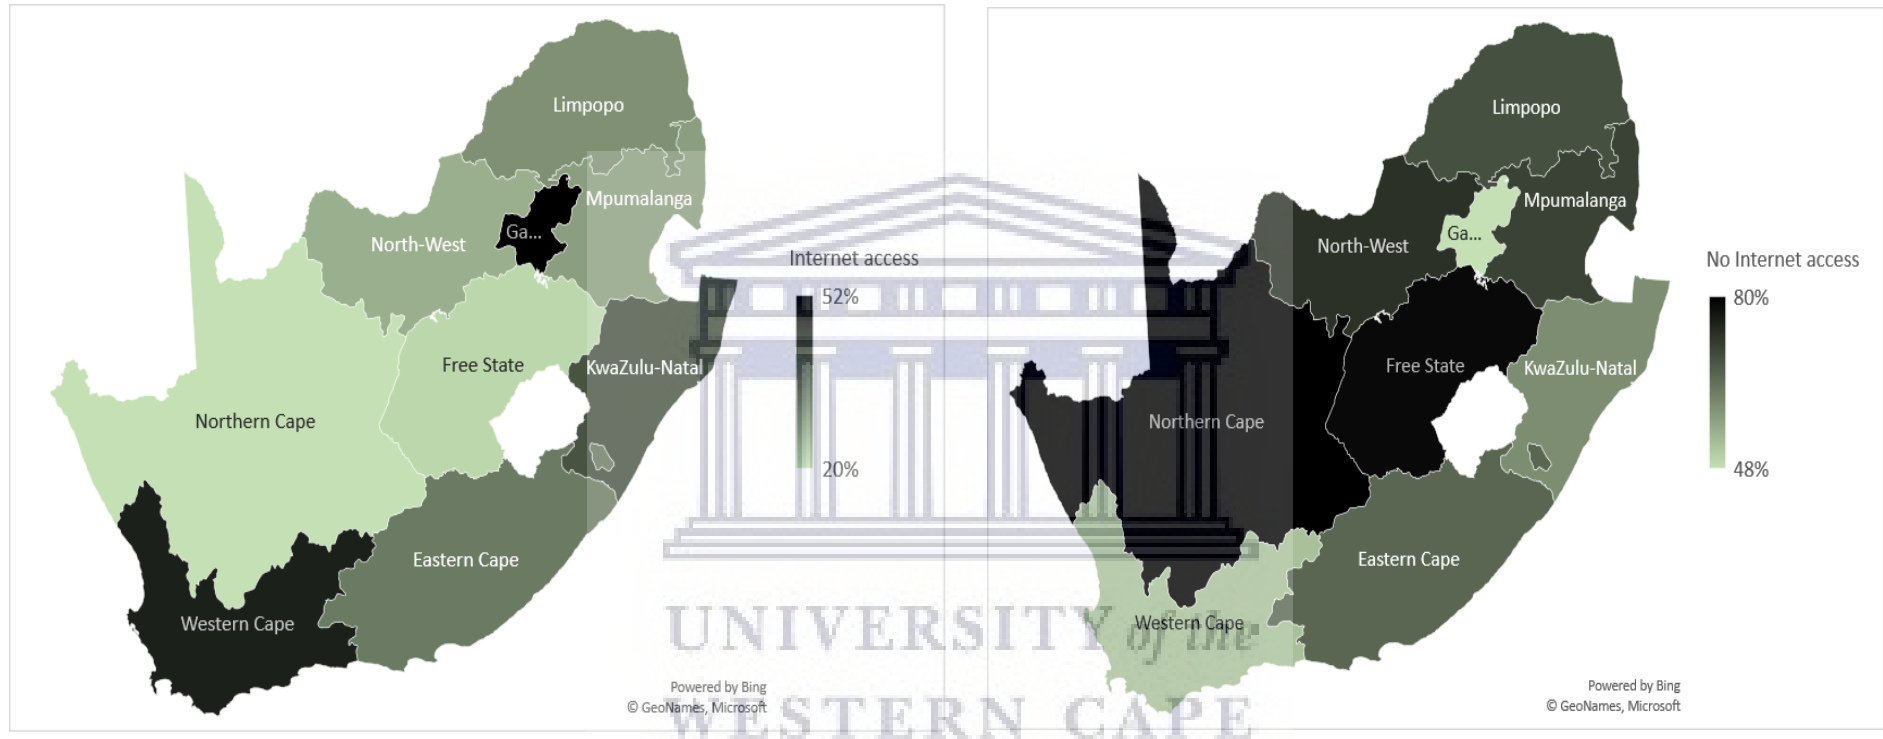 Limpopo
Mpumalanga
North-West
Ga...
Internet access
52%
20%
Free State
KwaZulu-Natal
Northern Cape
Eastern Cape
Western Cape
Powered by Bing
© GeoNames, Microsoft
Limpopo
Mpumalanga
North-West
Ga...
No Internet access
80%
48%
Free State
KwaZulu-Natal
Northern Cape
Eastern Cape
Western Cape
Powered by Bing
© GeoNames, Microsoft
UNIVERSITY of the
WESTERN CAPE